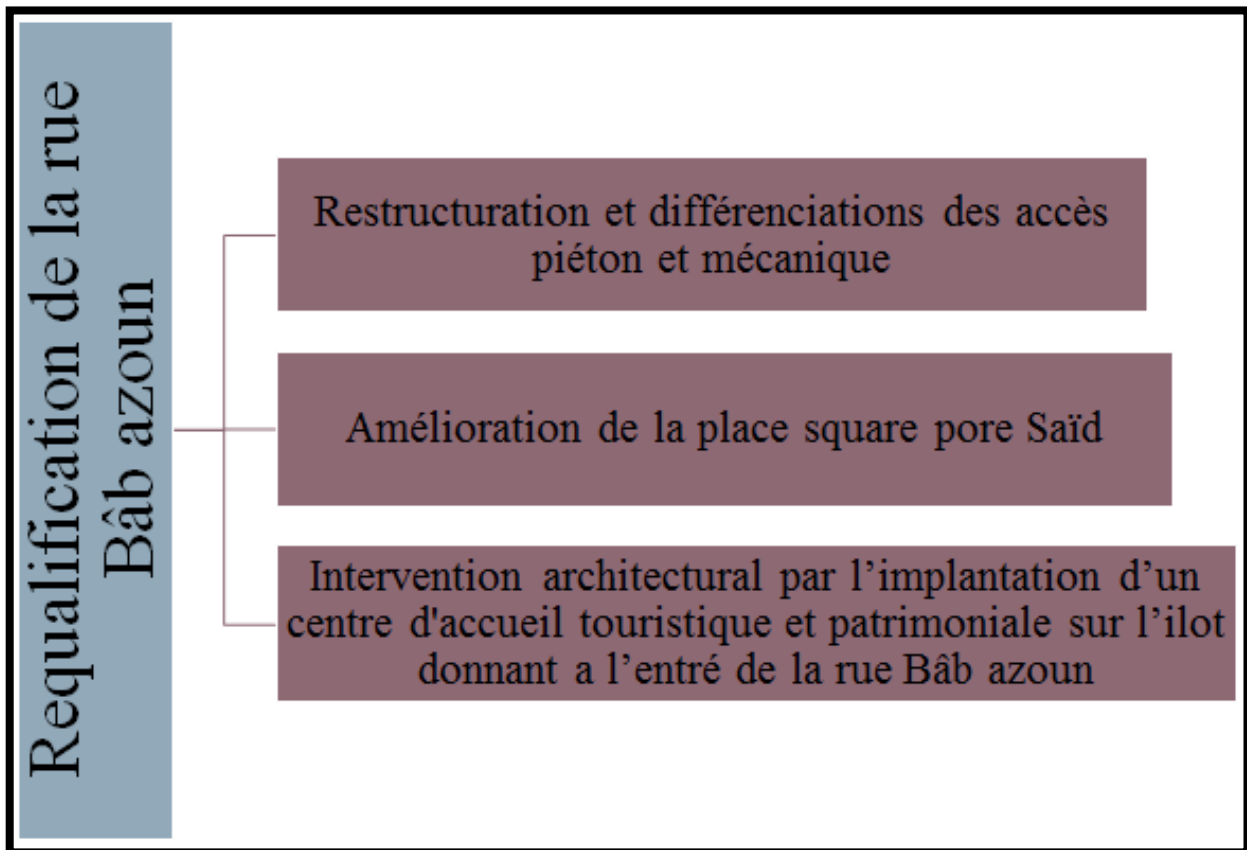 Requalification de la rue
Bâb azoun
Restructuration et différenciations des accès
piéton et mécanique
Amélioration de la place square pore Saïd
Intervention architectural par l’implantation d’un
centre d'accueil touristique et patrimoniale sur l’ilot
donnant a l’entré de la rue Bâb azoun